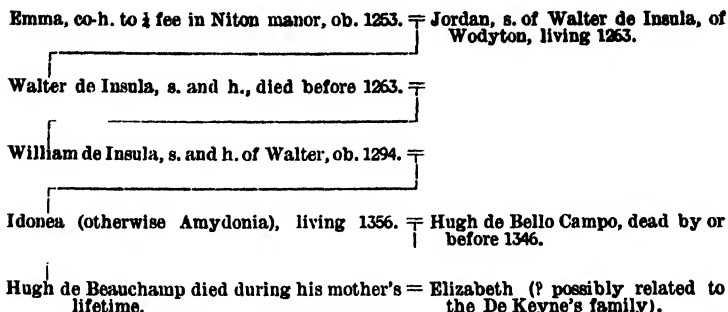 Emma, co-h. to ½ fee in Niton manor, ob. 1253. = Jordan, s. of Walter de Insula, of
Wodyton, living 1263.
Walter de Insula, s. and h., died before 1263. =
William de Insula, s. and h. of Walter, ob. 1294. =
Idonea (otherwise Amydonia), living 1356. = Hugh de Bello Campo, dead by or
before 1346.
Hugh de Beauchamp died during his mother's = Elizabeth (? possibly related to
lifetime. the De Keyne's family).